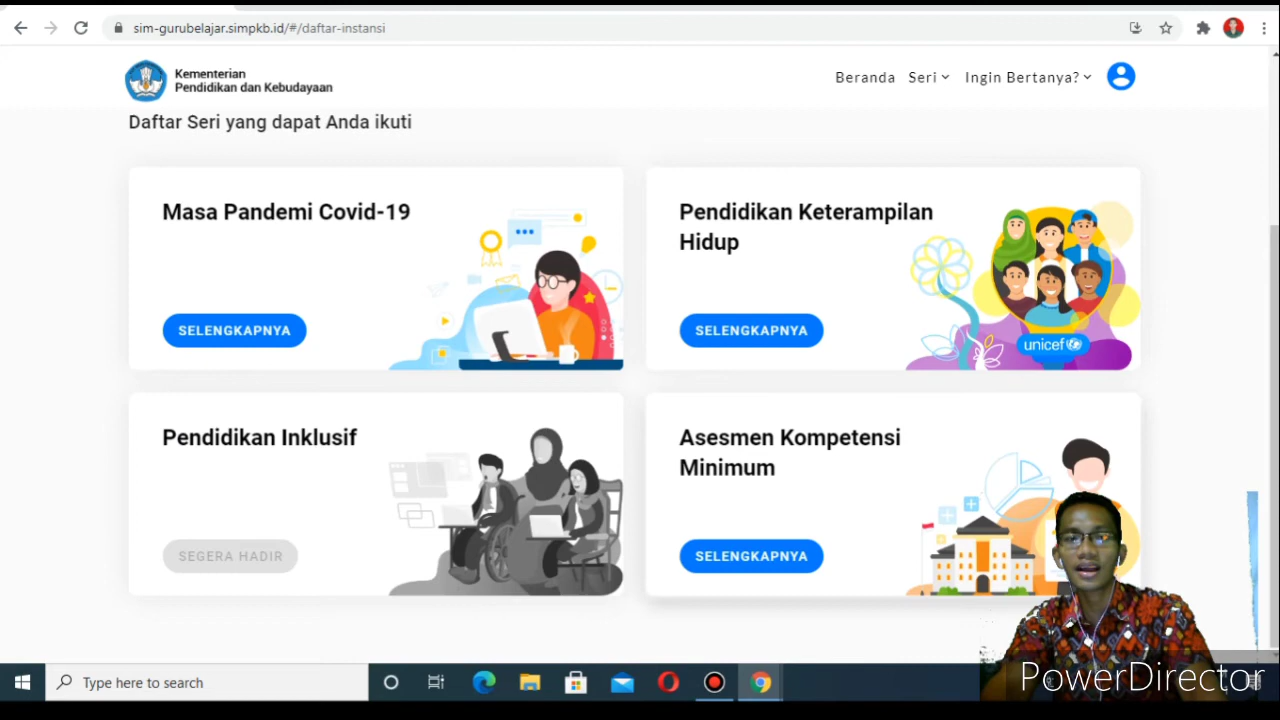 sim-gurubelajar.simpkb.id/#/daftar-instansi
Kementerian
Pendidikan dan Kebudayaan
Beranda Seri Ingin Bertanya?
Daftar Seri yang dapat Anda ikuti
Masa Pandemi Covid-19
SELENGKAPNYA
Pendidikan Keterampilan
Hidup
SELENGKAPNYA
unicef
Pendidikan Inklusif
SEGERA HADIR
Asesmen Kompetensi
Minimum
SELENGKAPNYA
Type here to search
PowerDirector